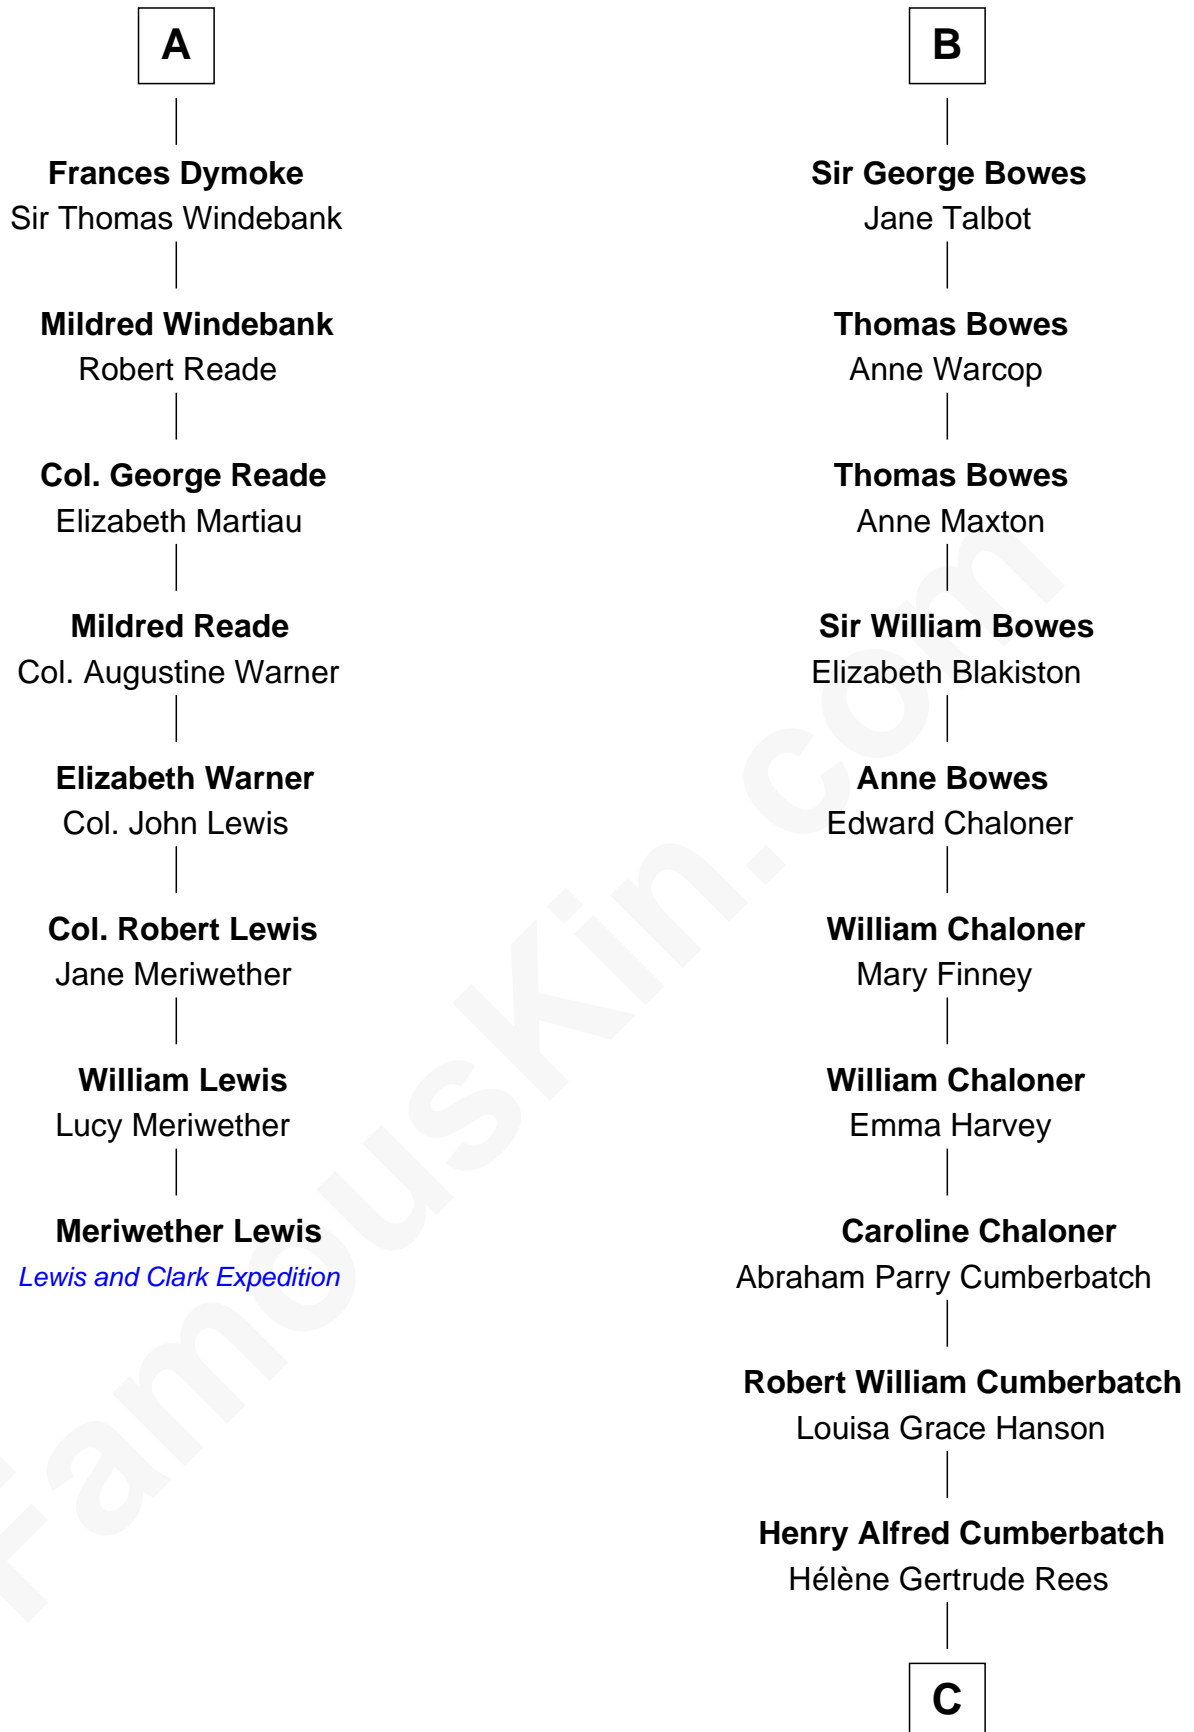 A
Frances Dymoke
Sir Thomas Windebank
Mildred Windebank
Robert Reade
Col. George Reade
Elizabeth Martiau
Mildred Reade
Col. Augustine Warner
Elizabeth Warner
Col. John Lewis
Col. Robert Lewis
Jane Meriwether
William Lewis
Lucy Meriwether
Meriwether Lewis
Lewis and Clark Expedition
B
Sir George Bowes
Jane Talbot
Thomas Bowes
Anne Warcop
Thomas Bowes
Anne Maxton
Sir William Bowes
Elizabeth Blakiston
Anne Bowes
Edward Chaloner
William Chaloner
Mary Finney
William Chaloner
Emma Harvey
Caroline Chaloner
Abraham Parry Cumberbatch
Robert William Cumberbatch
Louisa Grace Hanson
Henry Alfred Cumberbatch
Hélène Gertrude Rees
C
FamousKin.com